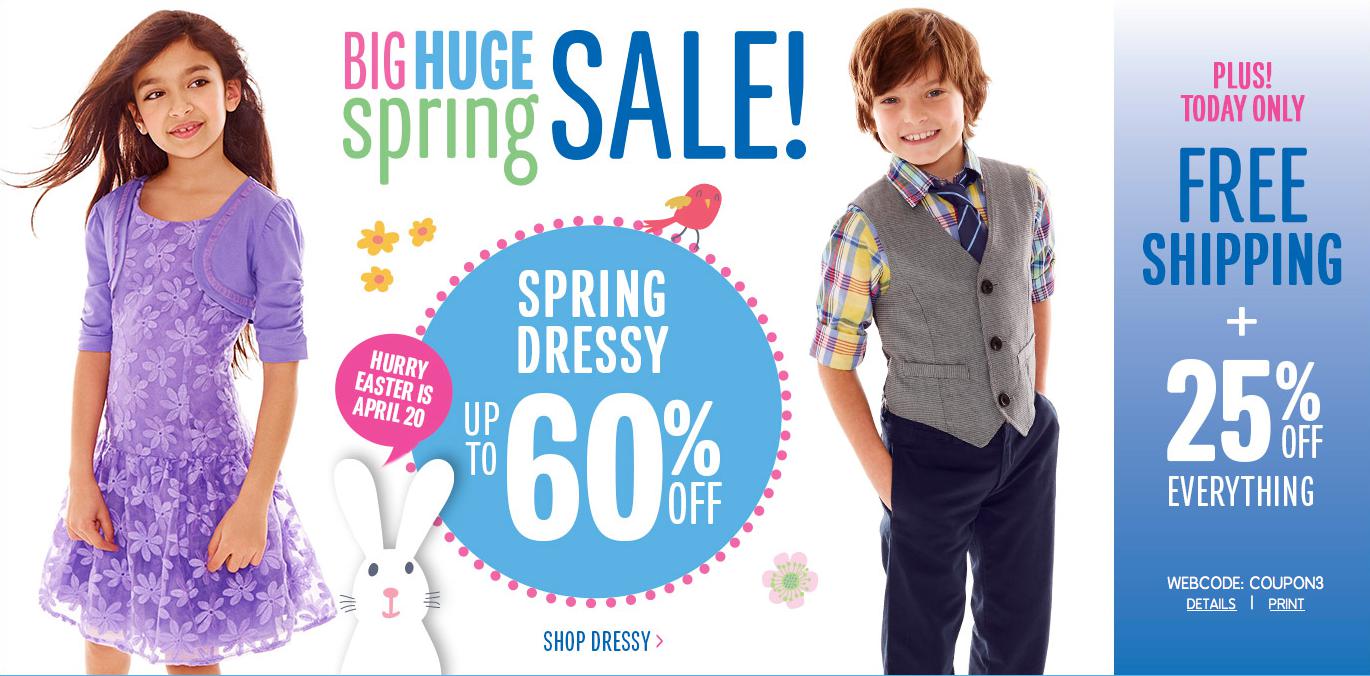 BIG HUGE
spring SALE!
SPRING
DRESSY
UP
TO 60%
OFF
HURRY
EASTER IS
APRIL 20
SHOP DRESSY >
PLUS!
TODAY ONLY
FREE
SHIPPING
+
25%
OFF
EVERYTHING
WEBCODE: COUPON3
DETAILS | PRINT